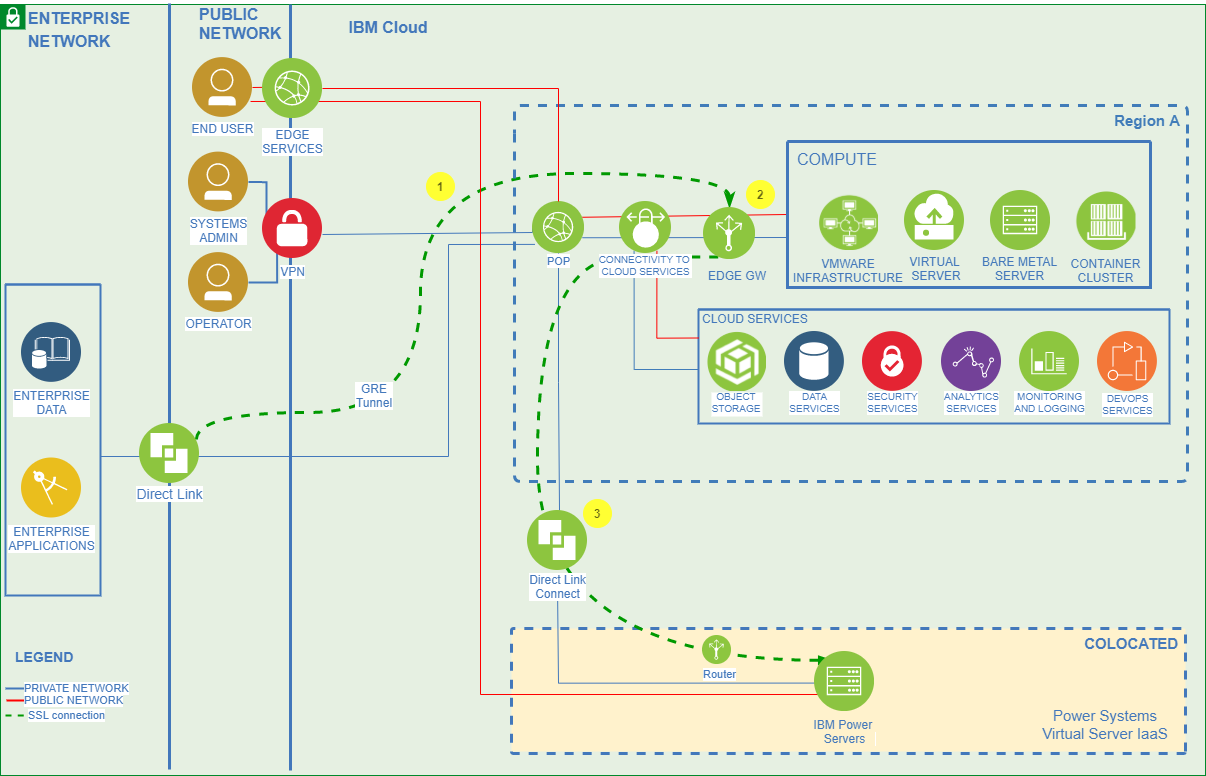 ENTERPRISE
NETWORK
PUBLIC
NETWORK
IBM Cloud
END USER
EDGE
SERVICES
SYSTEMS
ADMIN
VPN
OPERATOR
ENTERPRISE
DATA
ENTERPRISE
APPLICATIONS
Direct Link
GRE
Tunnel
1
2
3
Region A
COMPUTE
VMWARE
INFRASTRUCTURE
VIRTUAL
SERVER
BARE METAL
SERVER
CONTAINER
CLUSTER
POP
CONNECTIVITY TO
CLOUD SERVICES
EDGE GW
CLOUD SERVICES
OBJECT
STORAGE
DATA
SERVICES
SECURITY
SERVICES
ANALYTICS
SERVICES
MONITORING
AND LOGGING
DEVOPS
SERVICES
Direct Link
Connect
COLOCATED
Router
IBM Power
Servers
Power Systems
Virtual Server IaaS
LEGEND
PRIVATE NETWORK
PUBLIC NETWORK
SSL connection